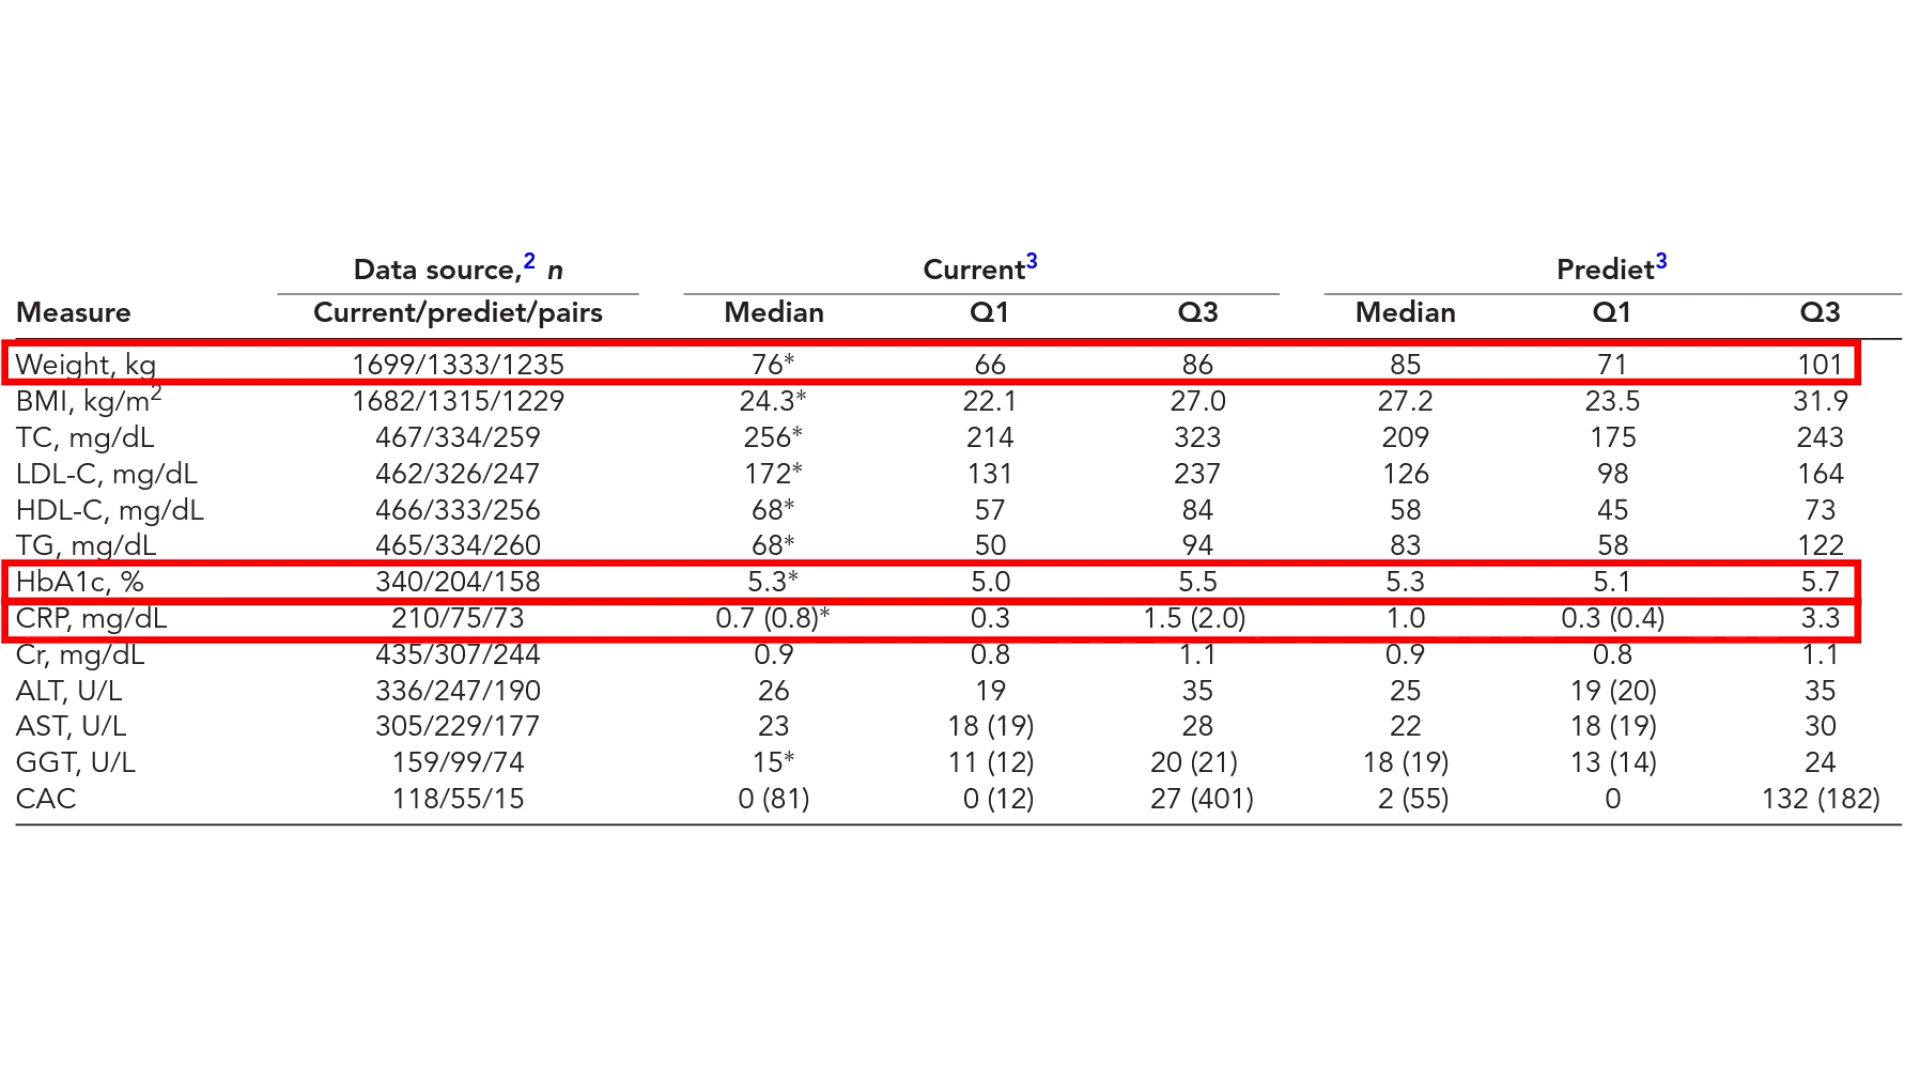 Data source,2 n Current3 Prediet3
Measure Current/prediet/pairs Median Q1 Q3 Median Q1 Q3
Weight, kg 1699/1333/1235 76* 66 86 85 71 101
BMI, kg/m2 1682/1315/1229 24.3* 22.1 27.0 27.2 23.5 31.9
TC, mg/dL 467/334/259 256* 214 323 209 175 243
LDL-C, mg/dL 462/326/247 172* 131 237 126 98 164
HDL-C, mg/dL 466/333/256 68* 57 84 58 45 73
TG, mg/dL 465/334/260 68* 50 94 83 58 122
HbA1c, % 340/204/158 5.3* 5.0 5.5 5.3 5.1 5.7
CRP, mg/dL 210/75/73 0.7 (0.8)* 0.3 1.5 (2.0) 1.0 0.3 (0.4) 3.3
Cr, mg/dL 435/307/244 0.9 0.8 1.1 0.9 0.8 1.1
ALT, U/L 336/247/190 26 19 35 25 19 (20) 35
AST, U/L 305/229/177 23 18 (19) 28 22 18 (19) 30
GGT, U/L 159/99/74 15* 11 (12) 20 (21) 18 (19) 13 (14) 24
CAC 118/55/15 0 (81) 0 (12) 27 (401) 2 (55) 0 132 (182)